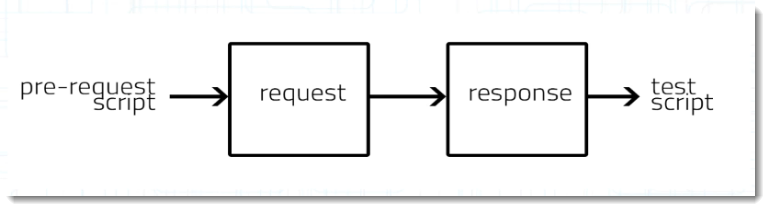 pre-request
script
request
response
test
script